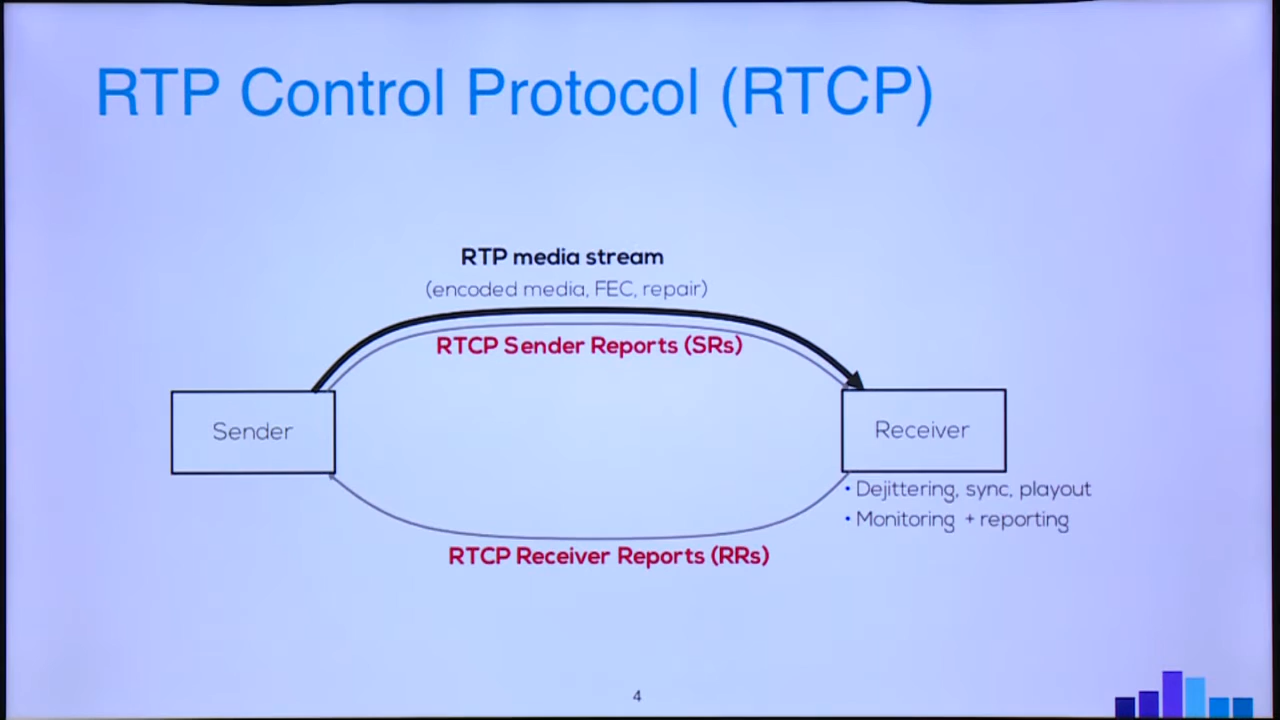 RTP Control Protocol (RTCP)
RTP media stream
(encoded media, FEC, repair)
RTCP Sender Reports (SRs)
Sender
Receiver
• Dejittering, sync, playout
• Monitoring + reporting
RTCP Receiver Reports (RRs)
4